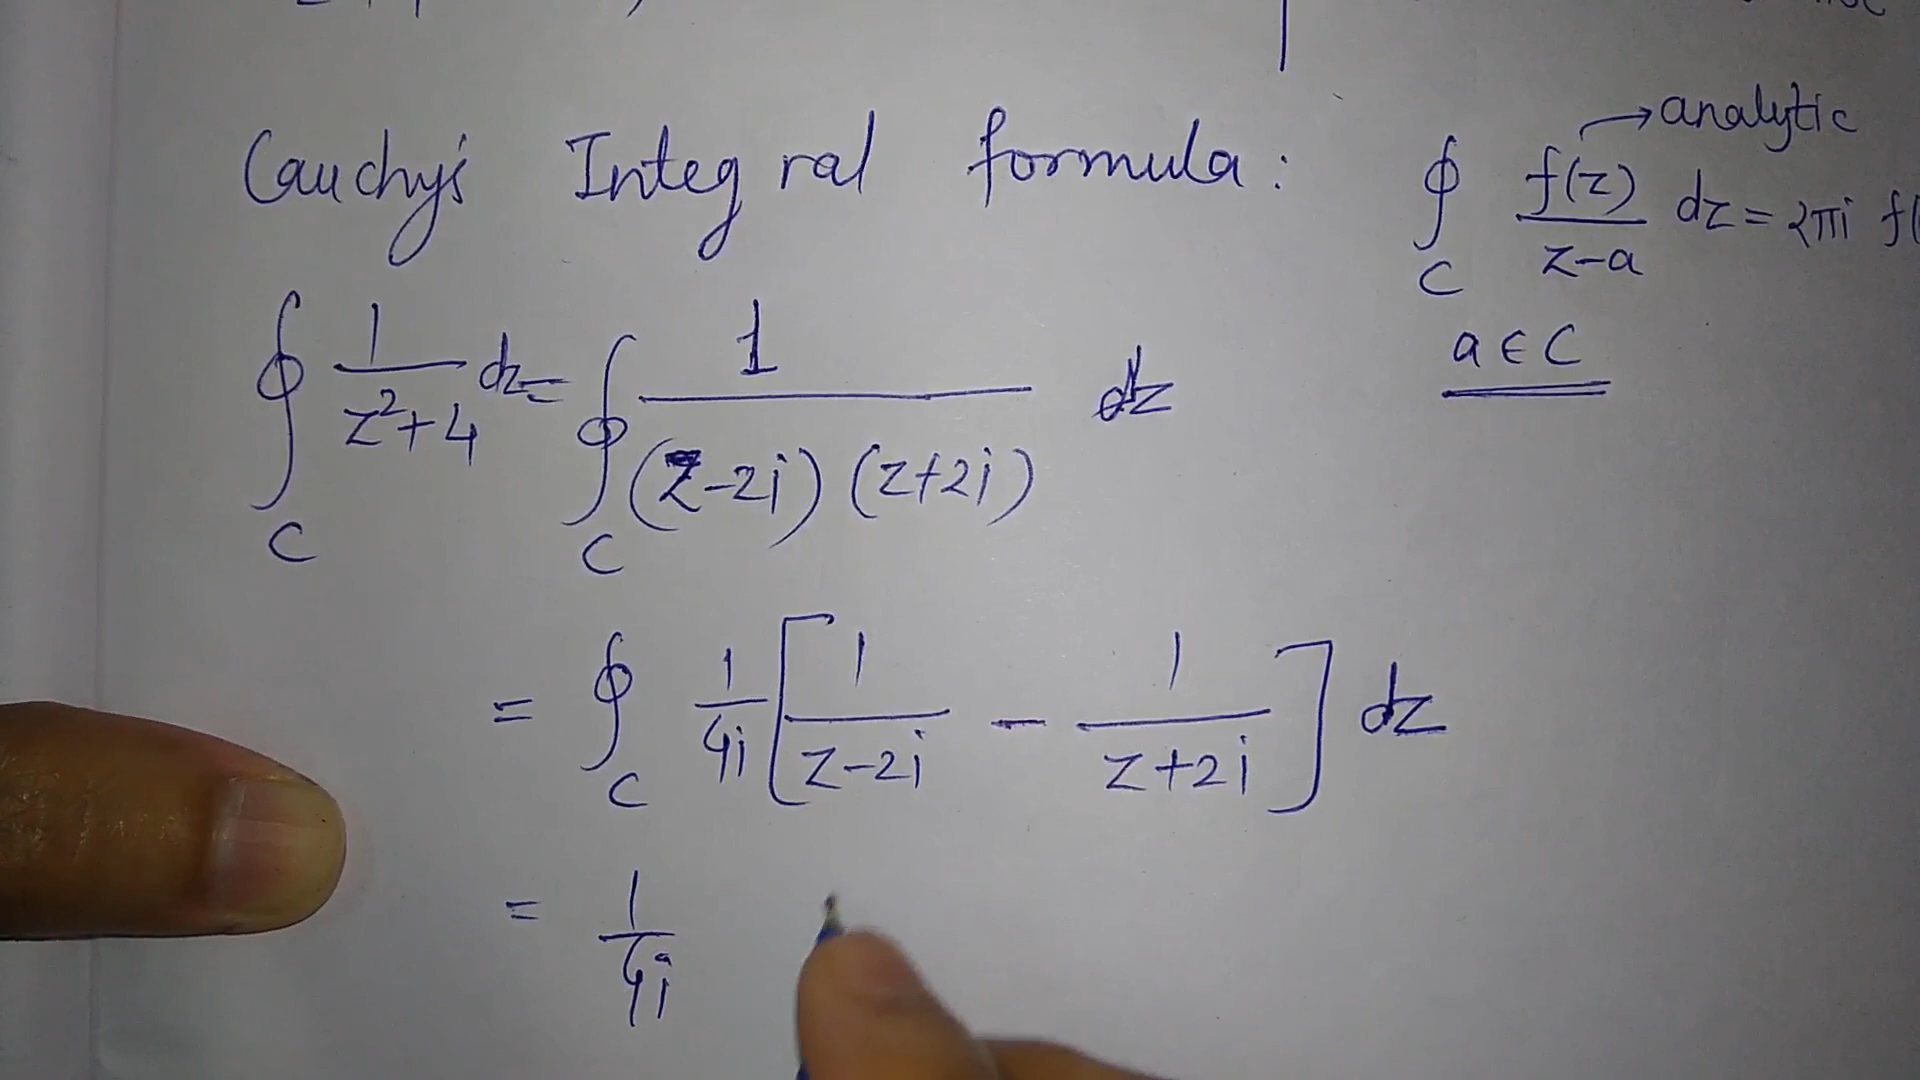 Cauchy's Integral formula:
→analytic
∮_C f(z)/(z-a) dz = 2πi f(
a ∈ C
∮_C 1/(z²+4) dz = ∮_C 1/((z-2i)(z+2i)) dz
= ∮_C 1/4i [1/(z-2i) - 1/(z+2i)] dz
= 1/4i